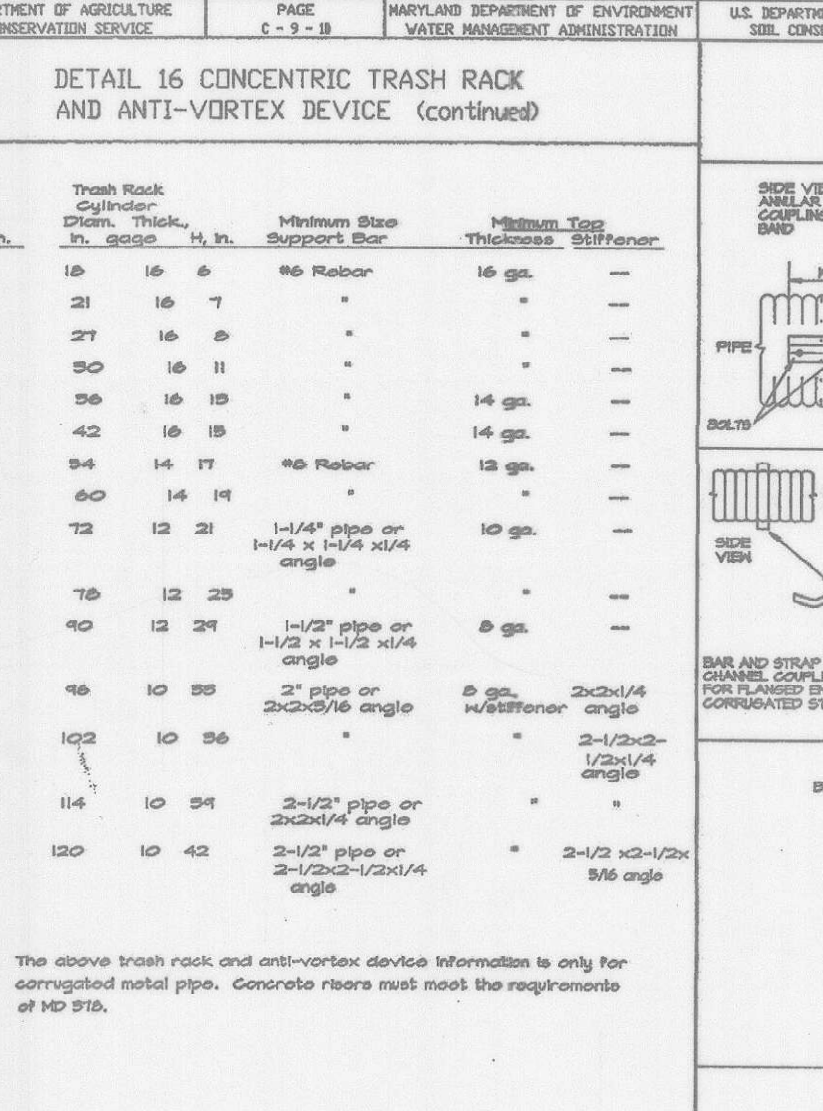 TMENT OF AGRICULTURE
NSERVATION SERVICE
PAGE
C - 9 - 10
MARYLAND DEPARTMENT OF ENVIRONMENT
WATER MANAGEMENT ADMINISTRATION
U.S. DEPARTM
SOIL CONS
DETAIL 16 CONCENTRIC TRASH RACK
AND ANTI-VORTEX DEVICE (continued)
Trash Rack
Cylinder
Diam. Thick., Minimum Size Minimum Top
n. in. gage H, in. Support Bar Thickness Stiffener
18 16 6 #6 Rebar 16 ga. —
21 16 7 " " —
27 16 8 " " —
30 16 11 " " —
36 16 13 " 14 ga. —
42 16 15 " 14 ga. —
54 14 17 #8 Rebar 12 ga. —
60 14 19 " " —
72 12 21 1-1/4" pipe or 10 ga. —
1-1/4 x 1-1/4 x1/4
angle
78 12 25 " " —
90 12 29 1-1/2" pipe or 8 ga. —
1-1/2 x 1-1/2 x1/4
angle
96 10 33 2" pipe or 8 ga. 2x2x1/4
2x2x3/16 angle w/stiffener angle
102 10 36 " " 2-1/2x2-
1/2x1/4
angle
114 10 39 2-1/2" pipe or " "
2x2x1/4 angle
120 10 42 2-1/2" pipe or " 2-1/2 x2-1/2x
2-1/2x2-1/2x1/4 5/16 angle
angle
The above trash rack and anti-vortex device information is only for
corrugated metal pipe. Concrete risers must meet the requirements
of MD 378.
SIDE VIE
ANNULAR
COUPLING
BAND
PIPE
BOLTS
SIDE
VIEW
BAR AND STRAP
CHANNEL COUPLI
FOR FLANGED EN
CORRUGATED ST